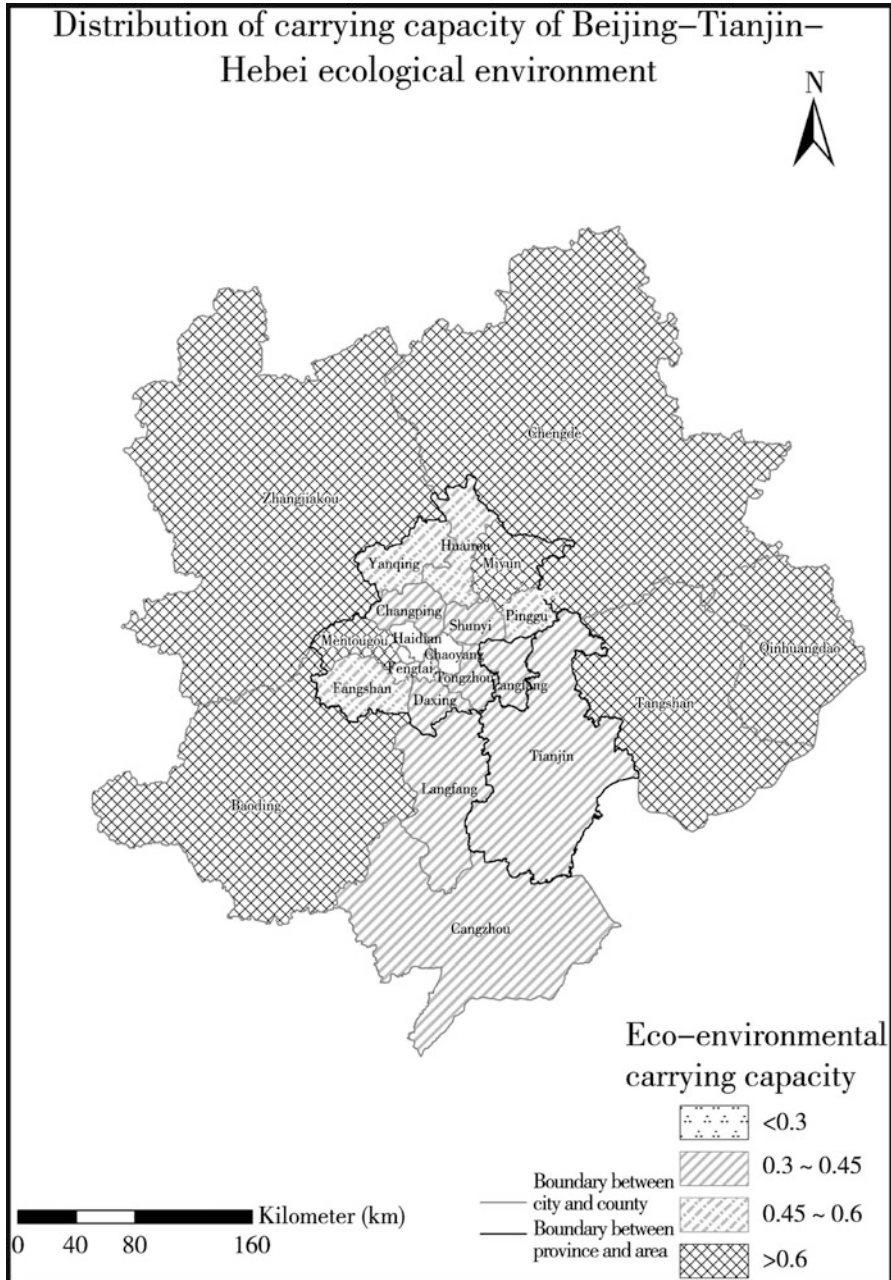 Distribution of carrying capacity of Beijing–Tianjin–
Hebei ecological environment
N
Chengde
Zhangjiakou
Huairou
Yanqing
Miyun
Changping
Pinggu
Shunyi
Mentougou
Haidian
Qinhuangdao
Chaoyang
Fengtai
Tongzhou
Langfang
Fangshan
Daxing
Tangshan
Tianjin
Langfang
Baoding
Cangzhou
Eco–environmental
carrying capacity
<0.3
0.3 ~ 0.45
0.45 ~ 0.6
>0.6
Boundary between
city and county
Boundary between
province and area
Kilometer (km)
0 40 80 160